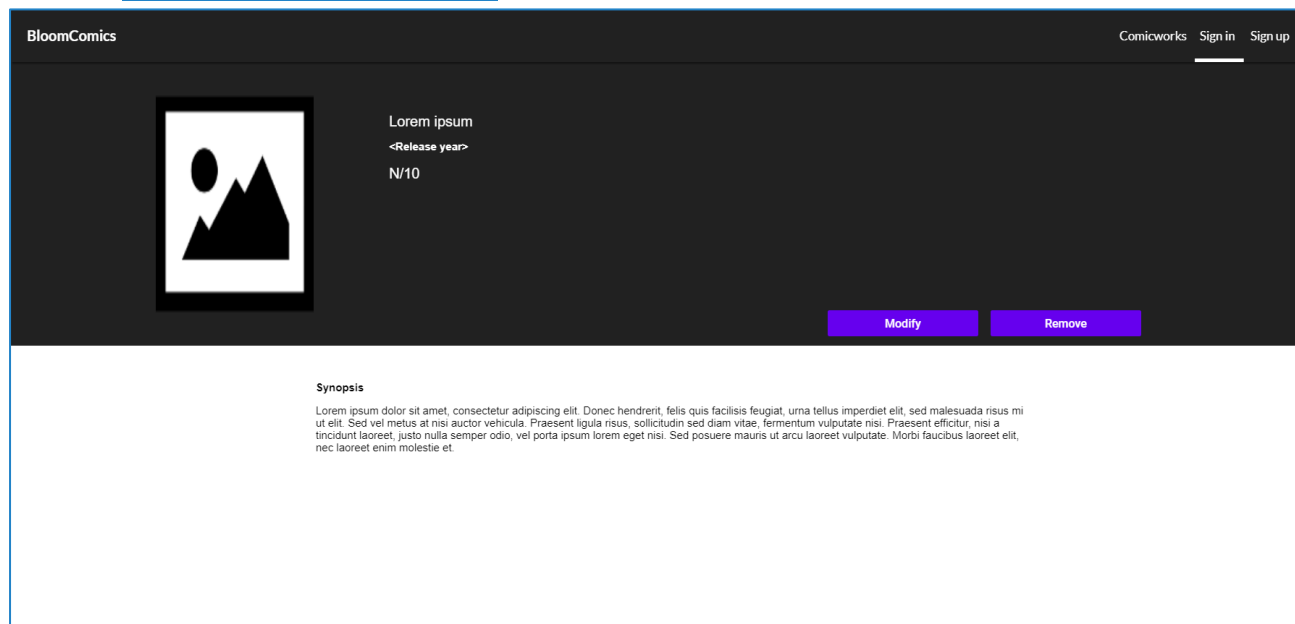 BloomComics
Comicworks Sign in Sign up
Lorem ipsum
<Release year>
N/10
Modify Remove
Synopsis
Lorem ipsum dolor sit amet, consectetur adipiscing elit. Donec hendrerit, felis quis facilisis feugiat, urna tellus imperdiet elit, sed malesuada risus mi
ut elit. Sed vel metus at nisi auctor vehicula. Praesent ligula risus, sollicitudin sed diam vitae, fermentum vulputate nisi. Praesent efficitur, nisi a
tincidunt laoreet, justo nulla semper odio, vel porta ipsum lorem eget nisi. Sed posuere mauris ut arcu laoreet vulputate. Morbi faucibus laoreet elit,
nec laoreet enim molestie et.